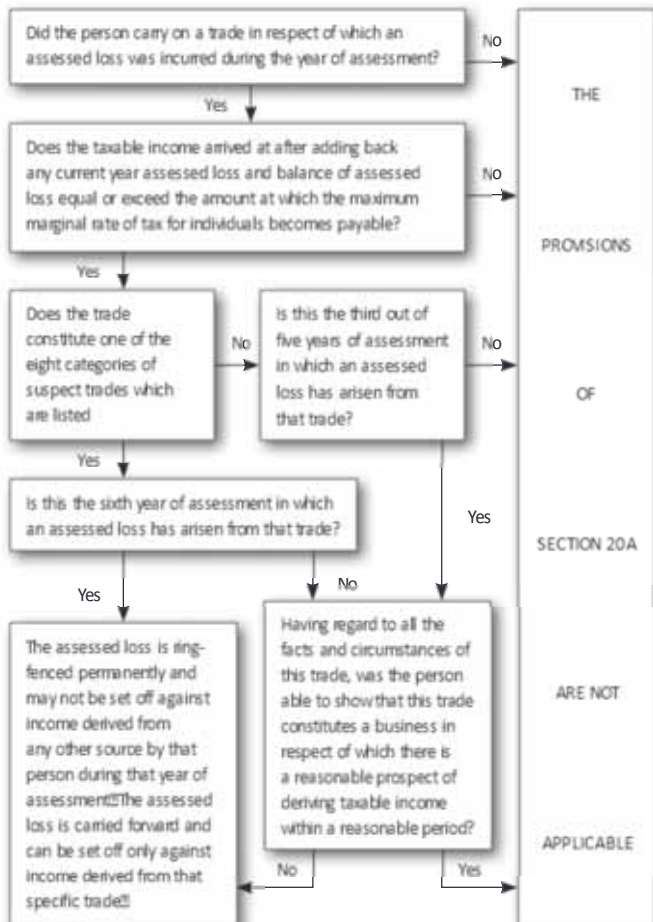 Did the person carry on a trade in respect of which an
assessed loss was incurred during the year of assessment?
No
Yes
Does the taxable income arrived at after adding back
any current year assessed loss and balance of assessed
loss equal or exceed the amount at which the maximum
marginal rate of tax for individuals becomes payable?
No
Yes
Does the trade
constitute one of the
eight categories of
suspect trades which
are listed
No
Is this the third out of
five years of assessment
in which an assessed
loss has arisen from
that trade?
No
Yes
Yes
Is this the sixth year of assessment in which
an assessed loss has arisen from that trade?
Yes
No
The assessed loss is ring-
fenced permanently and
may not be set off against
income derived from
any other source by that
person during that year of
assessment The assessed
loss is carried forward and
can be set off only against
income derived from that
specific trade
Having regard to all the
facts and circumstances of
this trade, was the person
able to show that this trade
constitutes a business in
respect of which there is
a reasonable prospect of
deriving taxable income
within a reasonable period?
No
Yes
THE
PROVISIONS
OF
SECTION 20A
ARE NOT
APPLICABLE